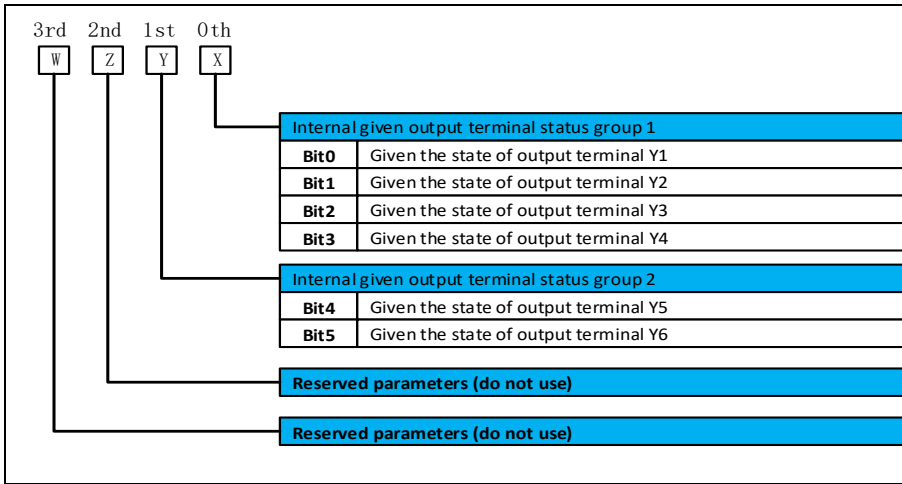 3rd 2nd 1st 0th
W Z Y X
Internal given output terminal status group 1
Bit0 Given the state of output terminal Y1
Bit1 Given the state of output terminal Y2
Bit2 Given the state of output terminal Y3
Bit3 Given the state of output terminal Y4
Internal given output terminal status group 2
Bit4 Given the state of output terminal Y5
Bit5 Given the state of output terminal Y6
Reserved parameters (do not use)
Reserved parameters (do not use)